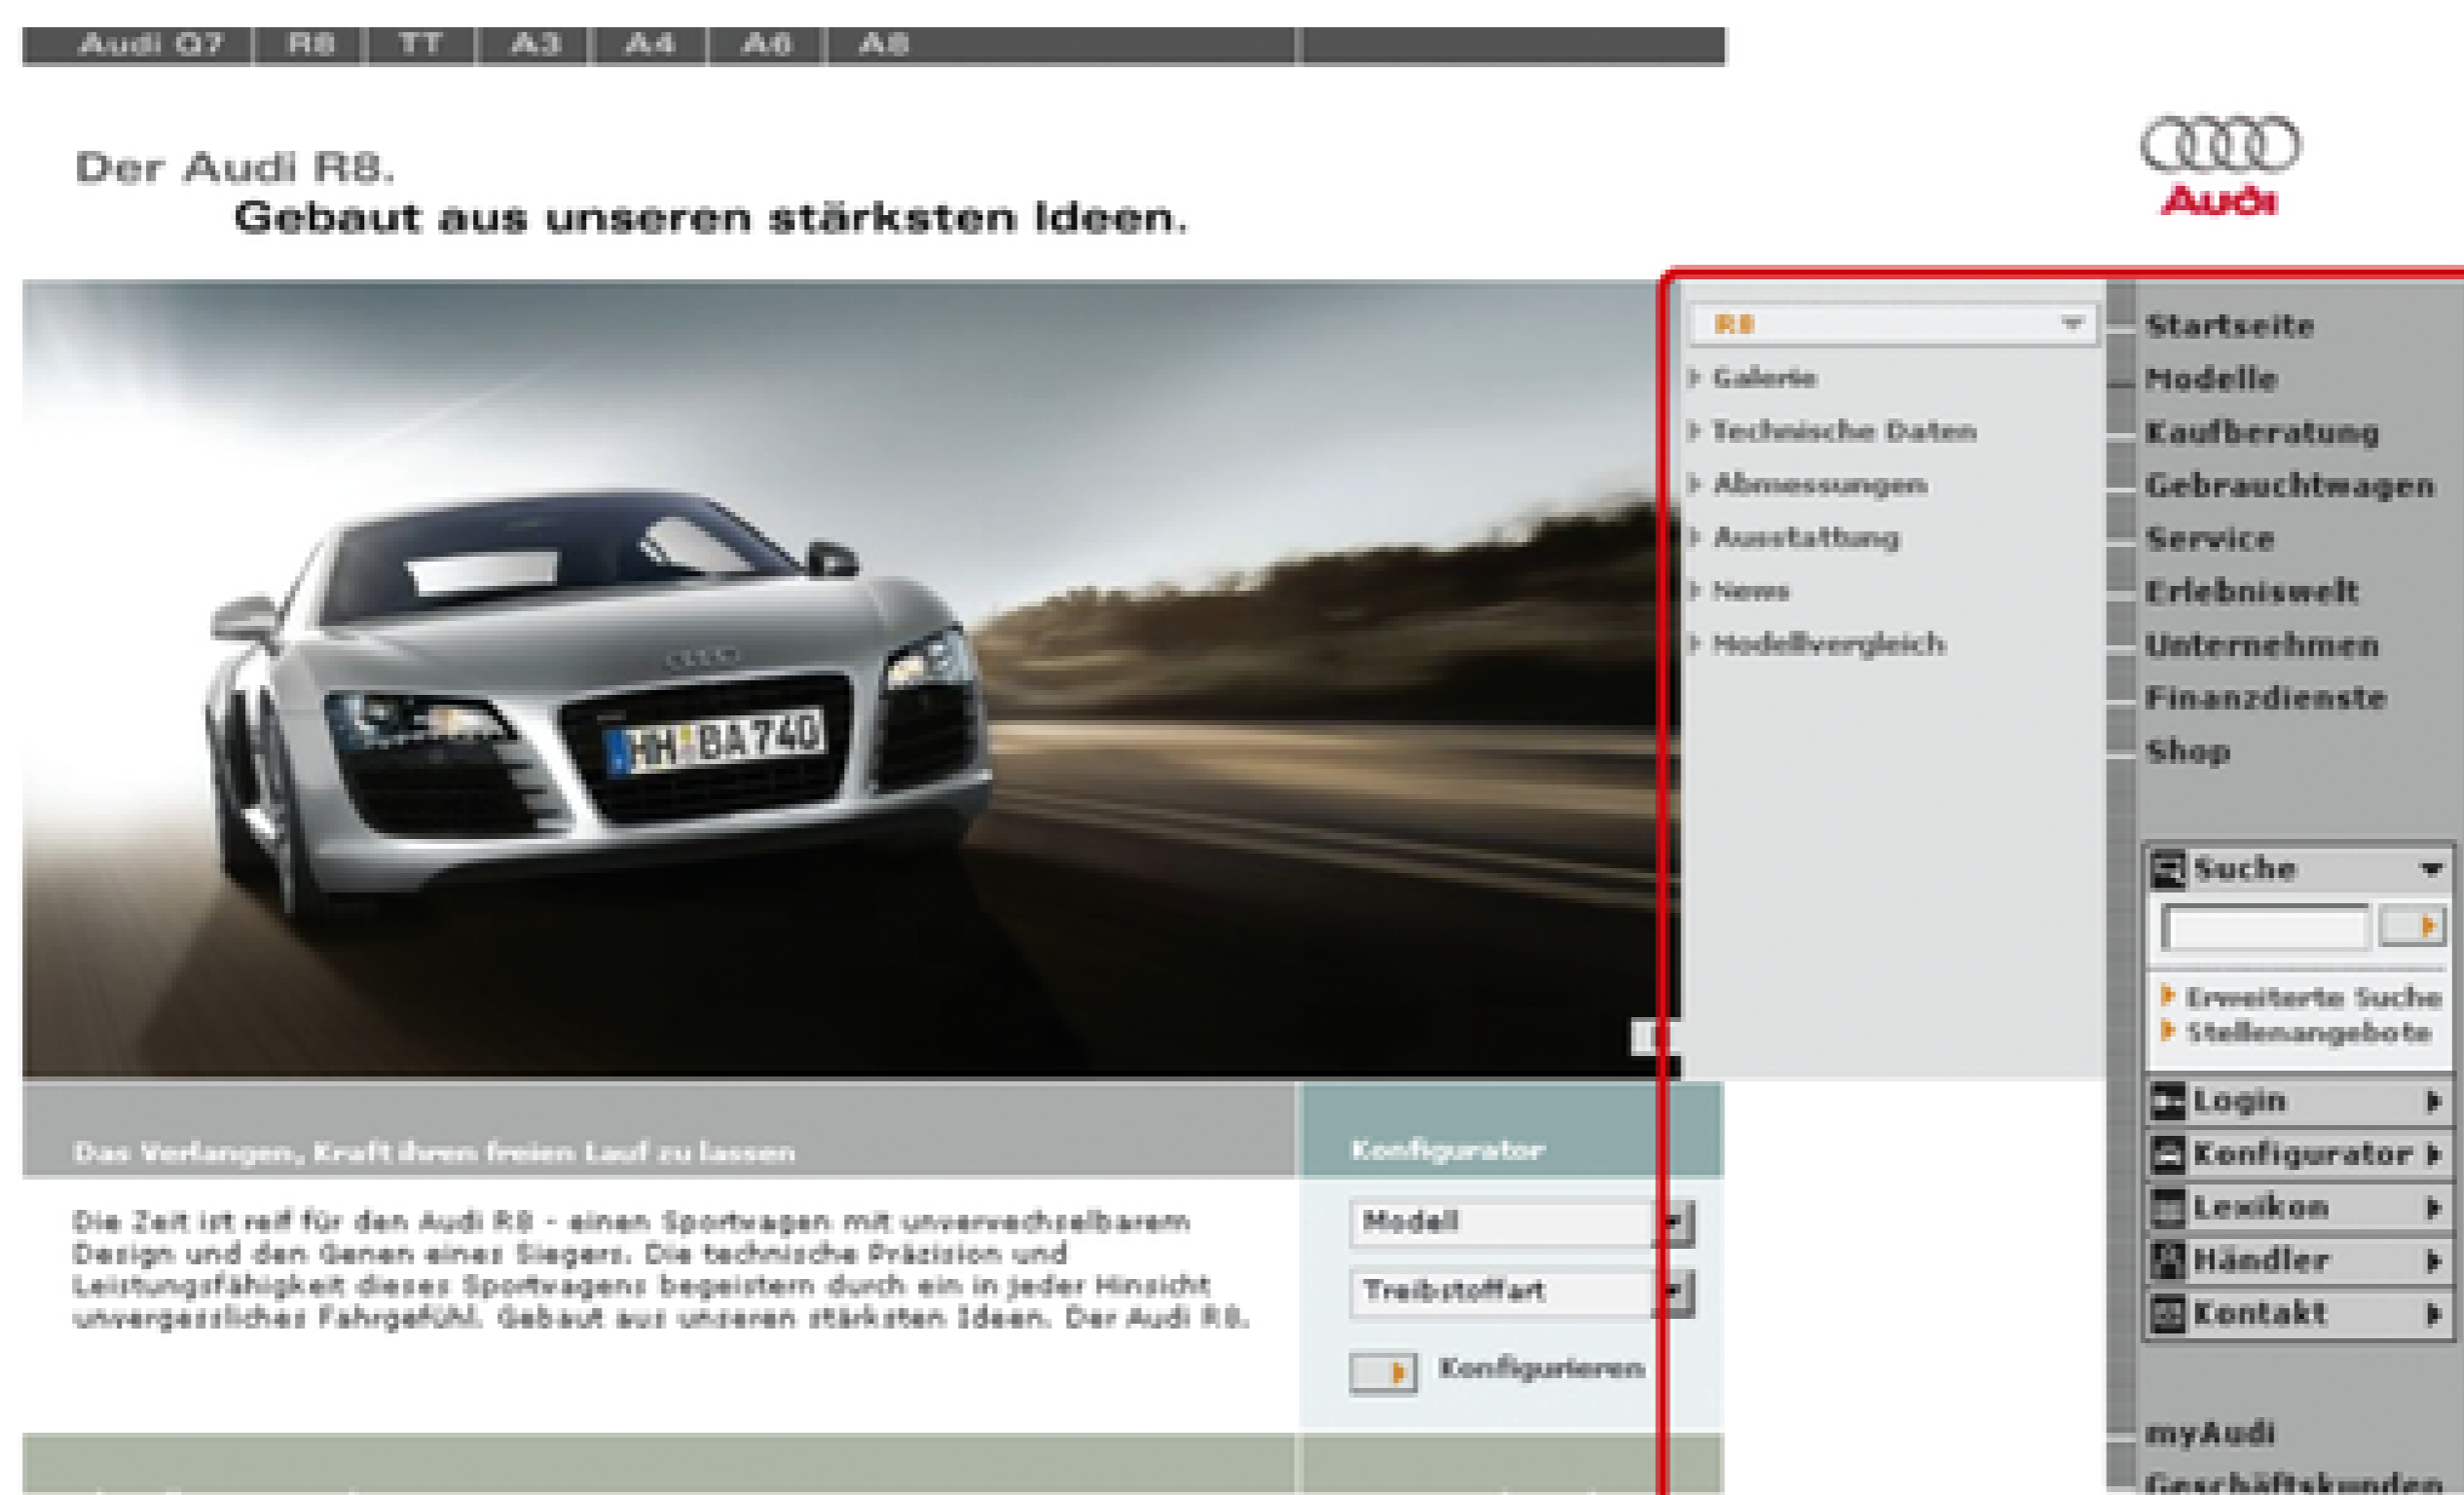 Audi Q7 R8 TT A3 A4 A6 A8
Der Audi R8.
Gebaut aus unseren stärksten Ideen.
Audi
HH BA 740
R8
Galerie
Technische Daten
Abmessungen
Ausstattung
News
Modellvergleich
Startseite
Modelle
Kaufberatung
Gebrauchtwagen
Service
Erlebniswelt
Unternehmen
Finanzdienste
Shop
Suche
Erweiterte Suche
Stellenangebote
Login
Konfigurator
Lexikon
Händler
Kontakt
myAudi
Geschäftskunden
Das Verlangen, Kraft ihren freien Lauf zu lassen
Die Zeit ist reif für den Audi R8 - einen Sportwagen mit unverwechselbarem
Design und den Genen eines Siegers. Die technische Präzision und
Leistungsfähigkeit dieses Sportwagens begeistern durch ein in jeder Hinsicht
unvergessliches Fahrgefühl. Gebaut aus unseren stärksten Ideen. Der Audi R8.
Konfigurator
Modell
Treibstoffart
Konfigurieren